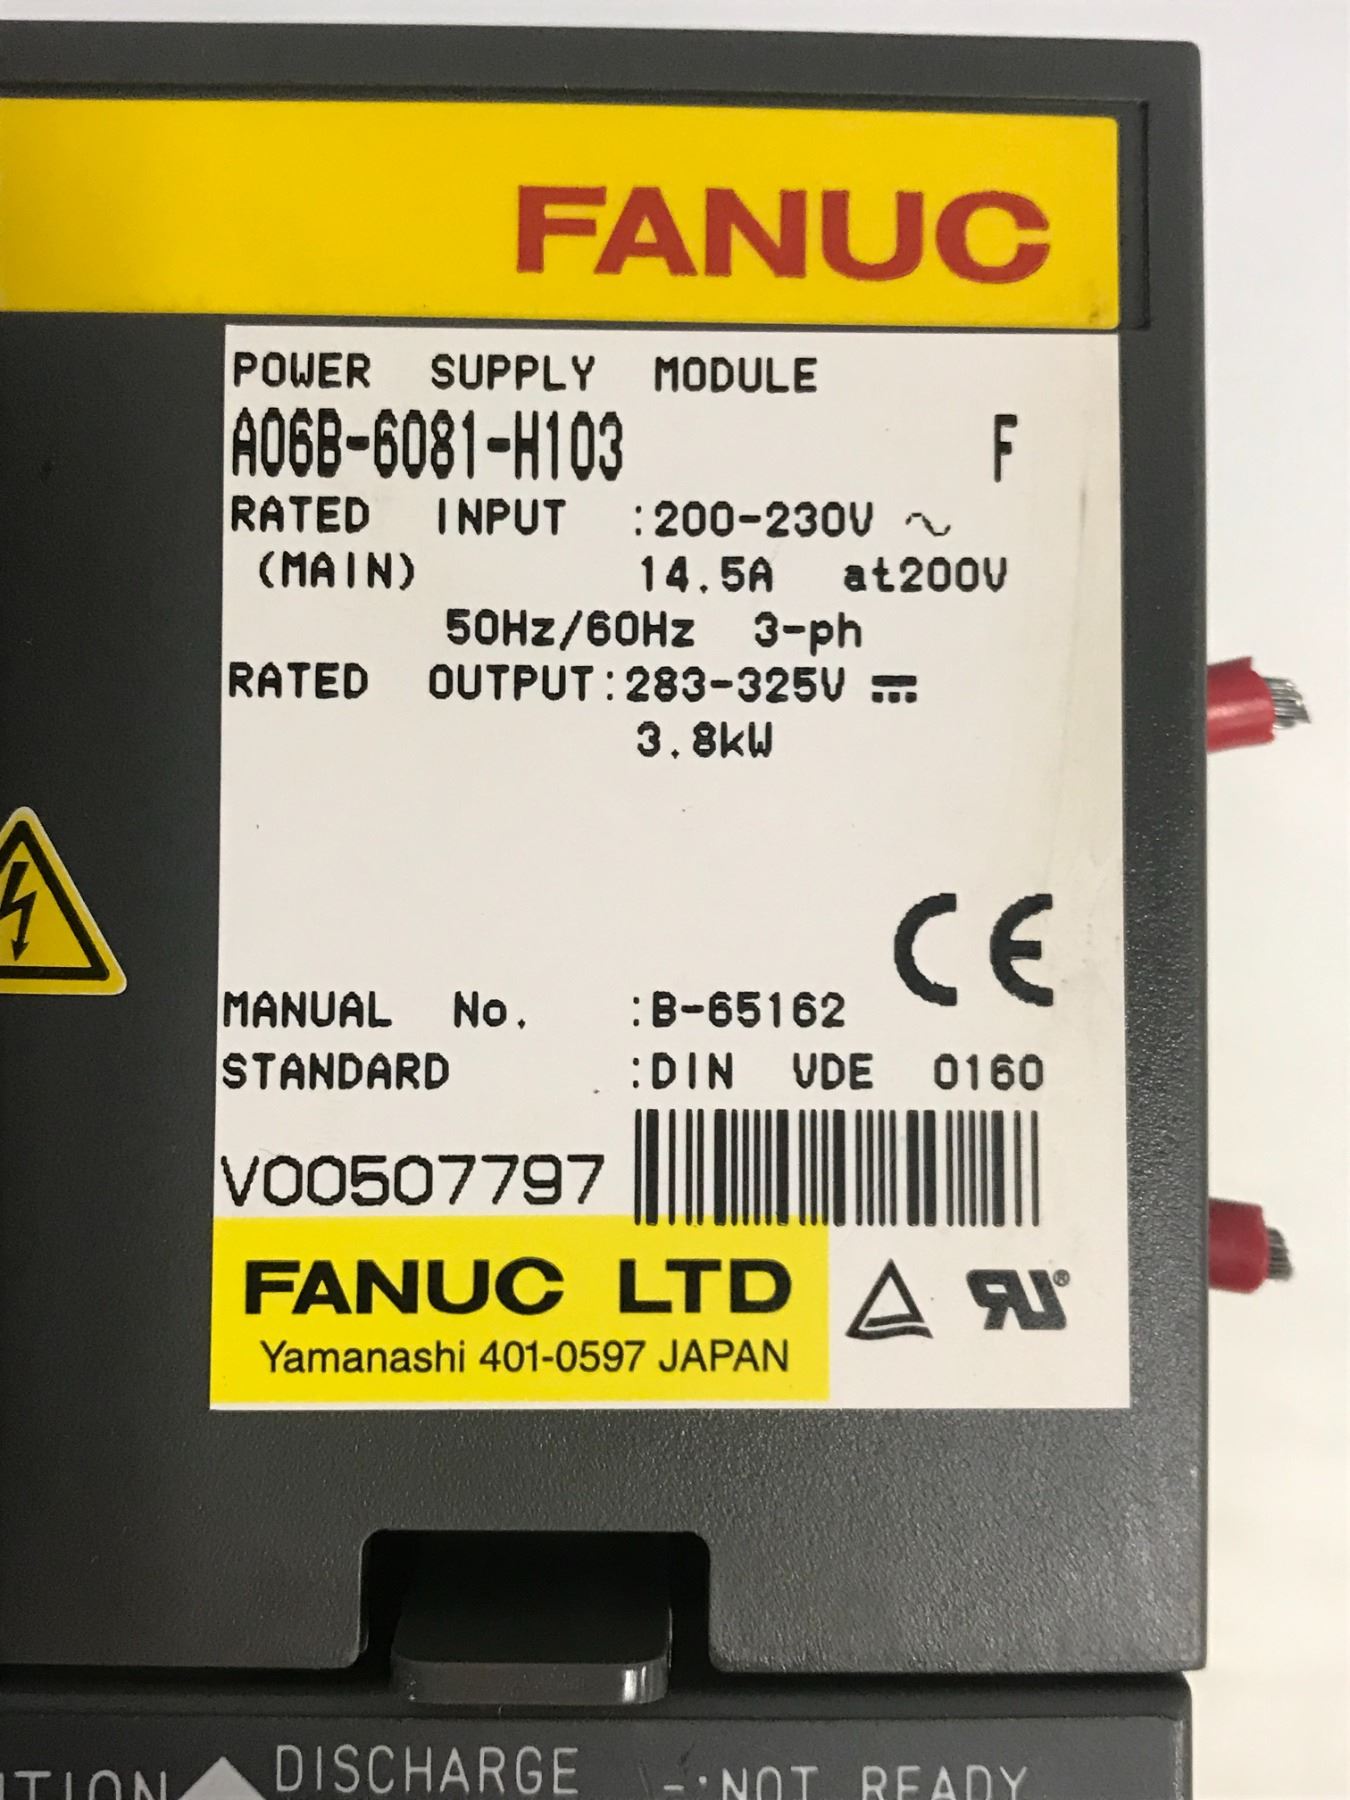 FANUC
POWER SUPPLY MODULE
A06B-6081-H103 F
RATED INPUT :200-230V ∿
(MAIN) 14.5A at200V
50Hz/60Hz 3-ph
RATED OUTPUT:283-325V ⎓
3.8kW
CE
MANUAL No. :B-65162
STANDARD :DIN VDE 0160
V00507797
FANUC LTD
Yamanashi 401-0597 JAPAN
RU®
DISCHARGE
-:NOT READY